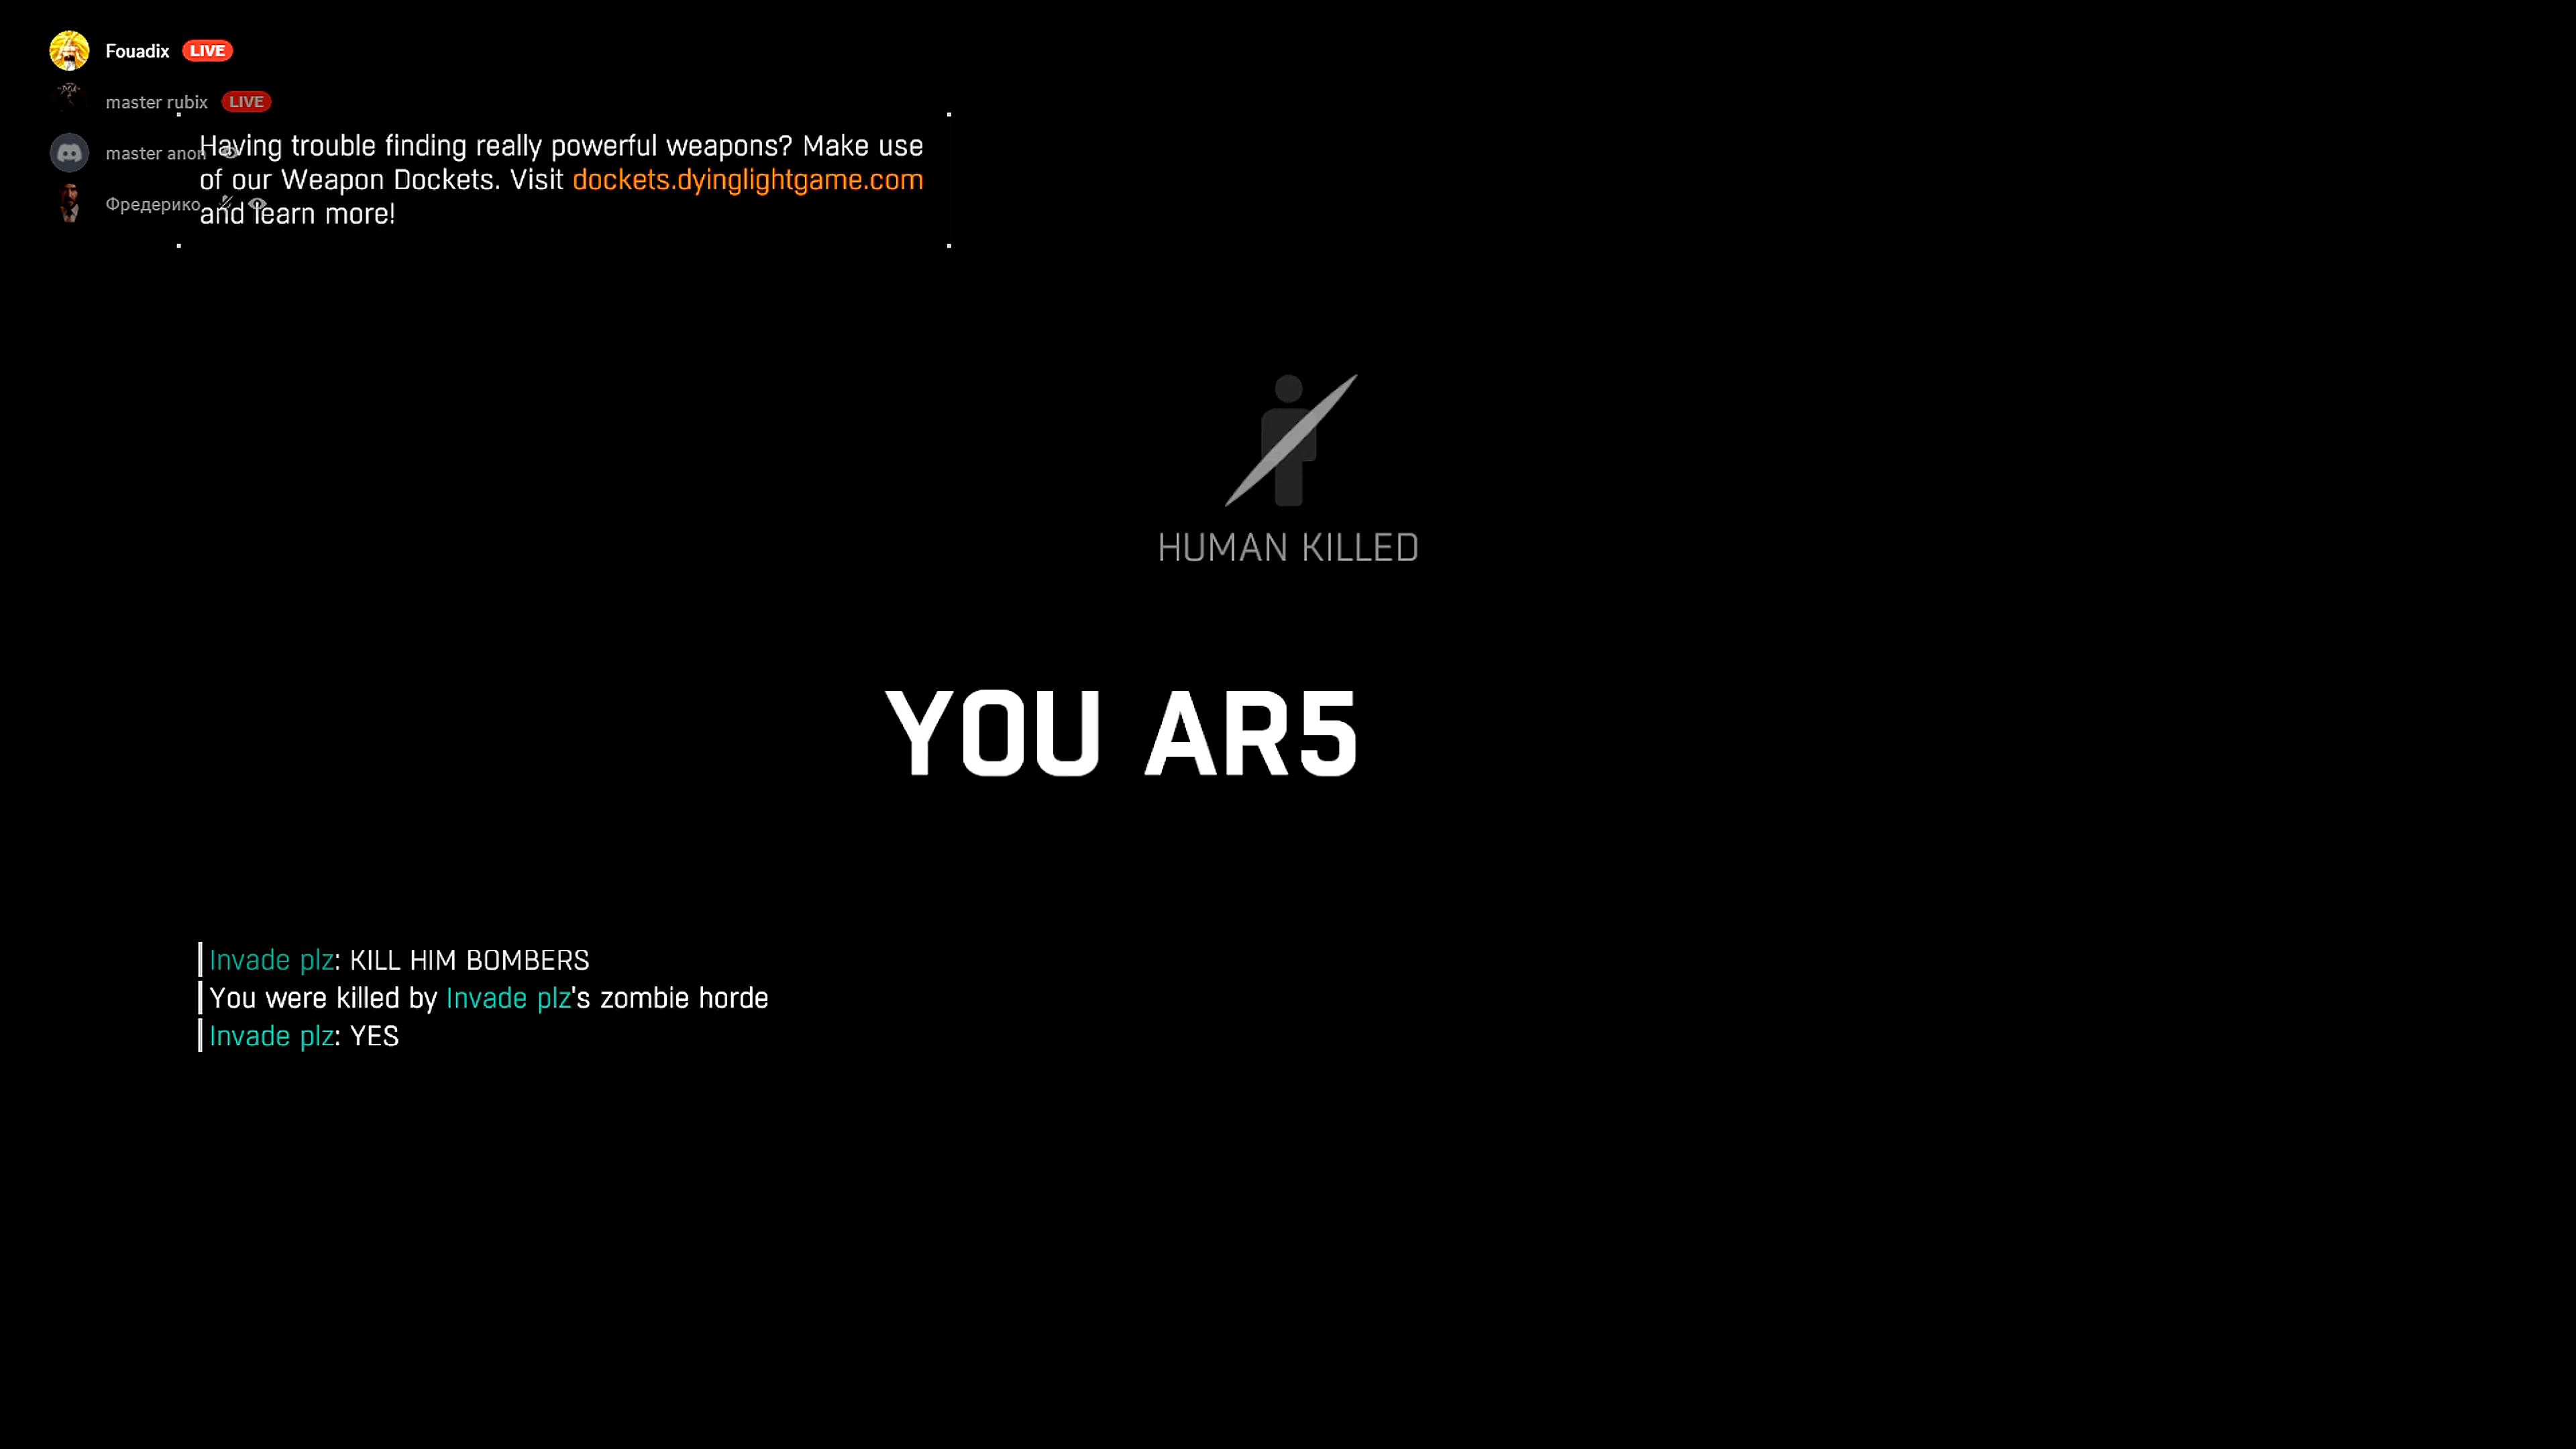 Fouadix LIVE
master rubix LIVE
master anon
Фредерико
Having trouble finding really powerful weapons? Make use
of our Weapon Dockets. Visit dockets.dyinglightgame.com
and learn more!
HUMAN KILLED
YOU AR5
Invade plz: KILL HIM BOMBERS
You were killed by Invade plz's zombie horde
Invade plz: YES